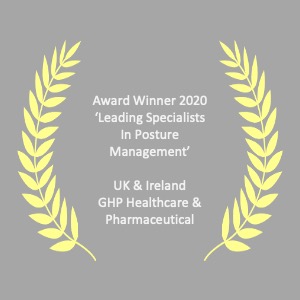 Award Winner 2020
‘Leading Specialists
In Posture
Management’
UK & Ireland
GHP Healthcare &
Pharmaceutical